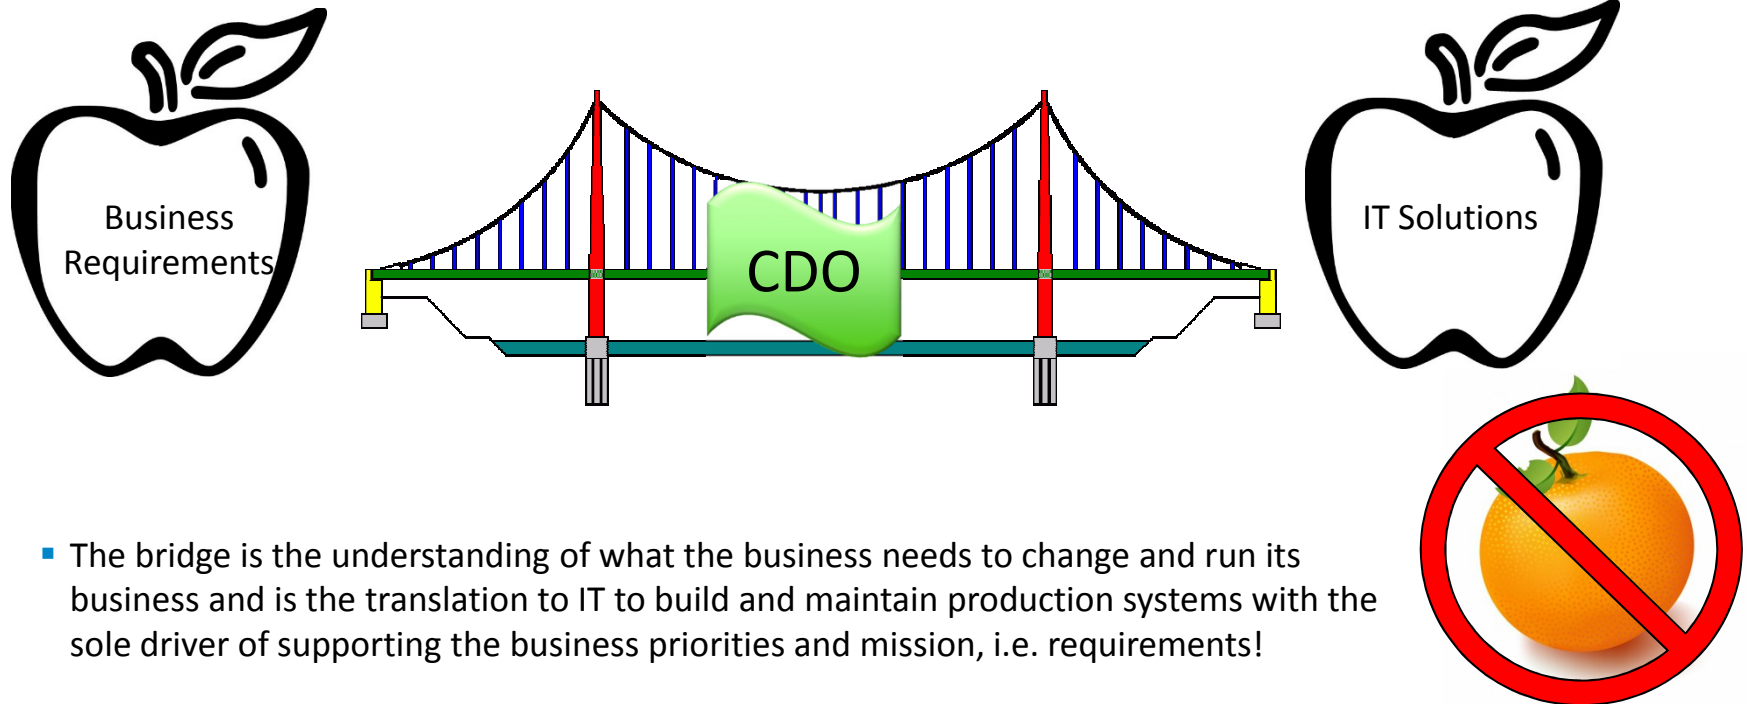 Business
Requirements
CDO
IT Solutions
The bridge is the understanding of what the business needs to change and run its
business and is the translation to IT to build and maintain production systems with the
sole driver of supporting the business priorities and mission, i.e. requirements!